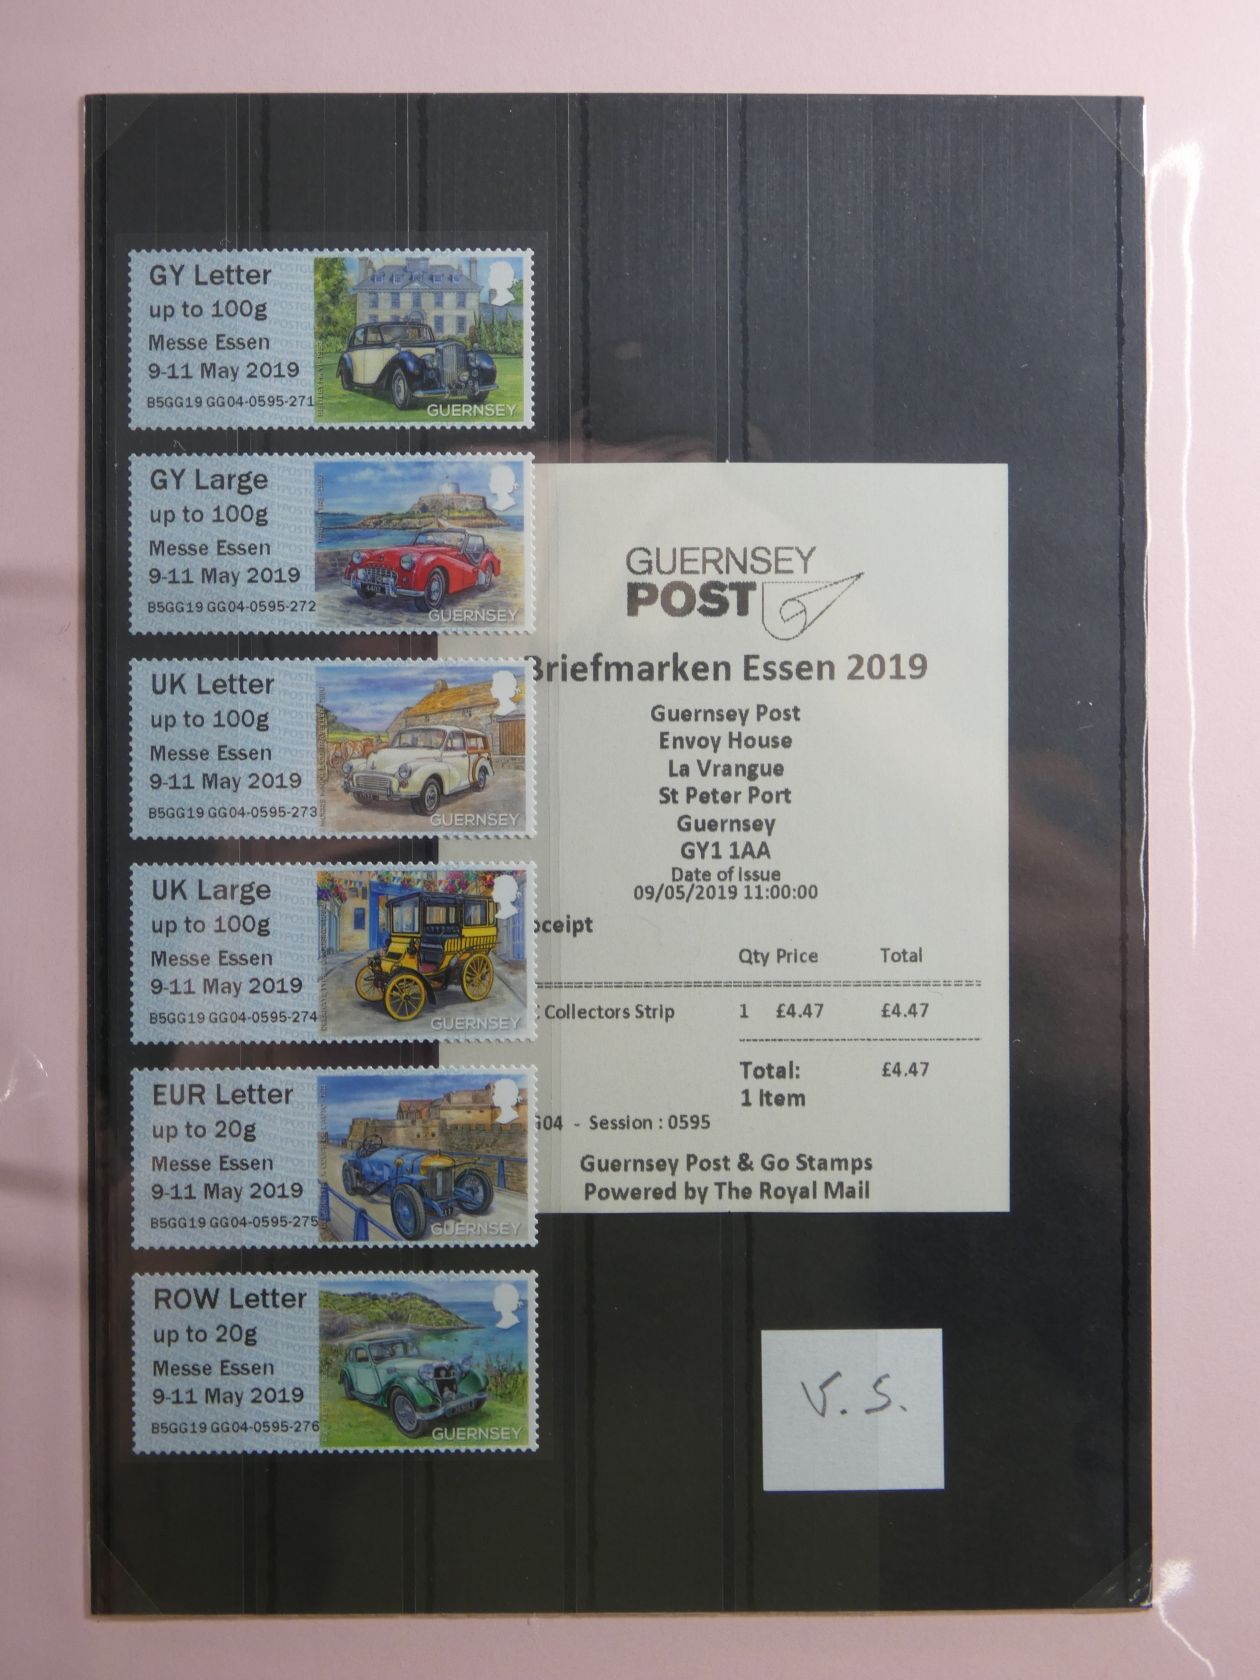 GY Letter
up to 100g
Messe Essen
9-11 May 2019
B5GG19 GG04-0595-271
GUERNSEY
GY Large
up to 100g
Messe Essen
9-11 May 2019
B5GG19 GG04-0595-272
GUERNSEY
UK Letter
up to 100g
Messe Essen
9-11 May 2019
B5GG19 GG04-0595-273
GUERNSEY
UK Large
up to 100g
Messe Essen
9-11 May 2019
B5GG19 GG04-0595-274
GUERNSEY
EUR Letter
up to 20g
Messe Essen
9-11 May 2019
B5GG19 GG04-0595-275
GUERNSEY
ROW Letter
up to 20g
Messe Essen
9-11 May 2019
B5GG19 GG04-0595-276
GUERNSEY
GUERNSEY
POST
Briefmarken Essen 2019
Guernsey Post
Envoy House
La Vrangue
St Peter Port
Guernsey
GY1 1AA
Date of issue
09/05/2019 11:00:00
ceipt
Qty Price Total
Collectors Strip 1 £4.47 £4.47
Total: £4.47
1 Item
G04 - Session : 0595
Guernsey Post & Go Stamps
Powered by The Royal Mail
V. S.